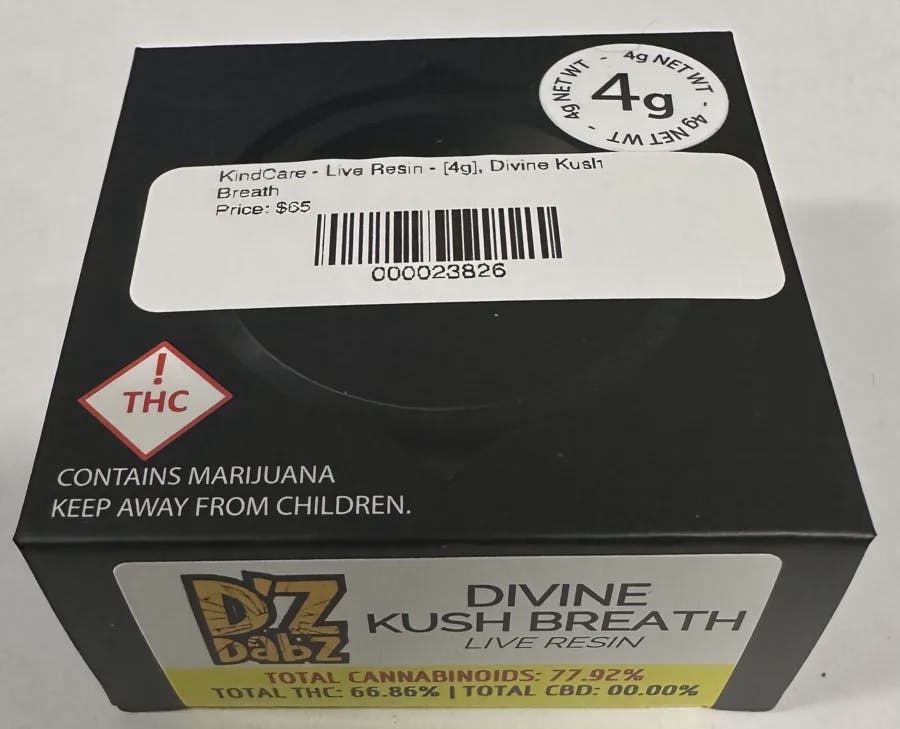 4g NET WT - 4g NET WT - 4g NET WT -
4g
KindCare - Live Resin - [4g], Divine Kush
Breath
Price: $65
000023826
!
THC
CONTAINS MARIJUANA
KEEP AWAY FROM CHILDREN.
D'Z
DabZ
DIVINE
KUSH BREATH
LIVE RESIN
TOTAL CANNABINOIDS: 77.92%
TOTAL THC: 66.86% | TOTAL CBD: 00.00%